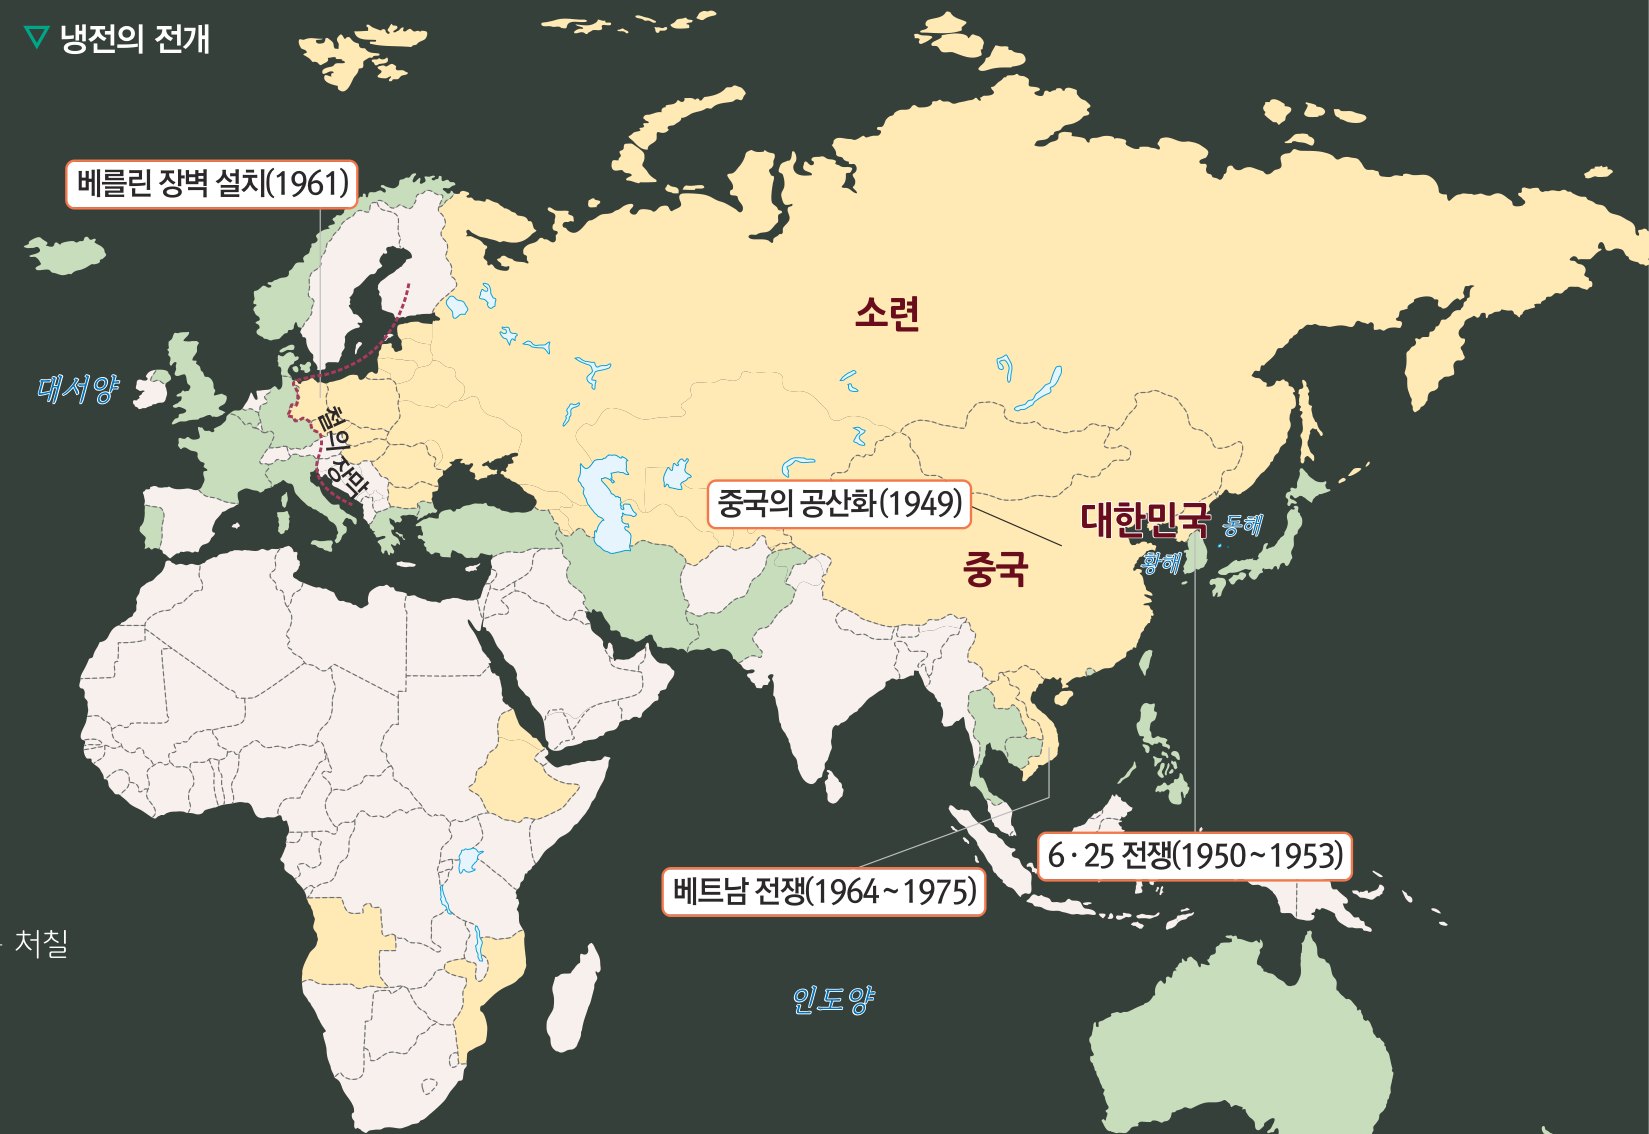 ▽ 냉전의 전개
베를린 장벽 설치(1961)
소련
대서양
철의 장막
중국의 공산화(1949)
대한민국
동해
황해
중국
6·25 전쟁(1950~1953)
베트남 전쟁(1964~1975)
처칠
인도양